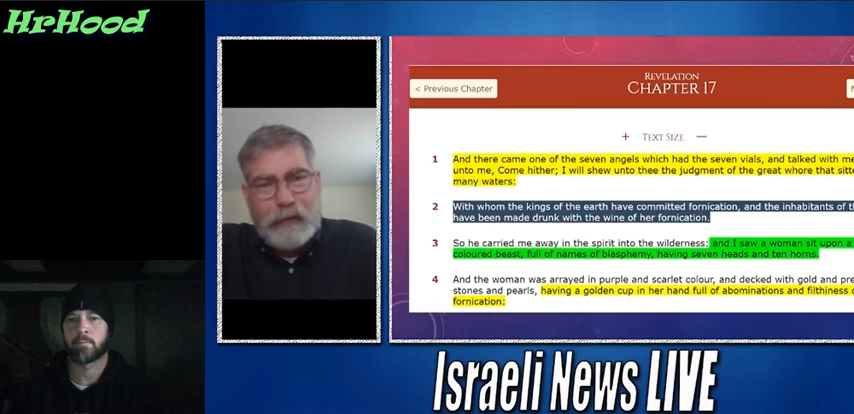 HrHood
REVELATION
CHAPTER 17
< Previous Chapter
+ TEXT SIZE —
1 And there came one of the seven angels which had the seven vials, and talked with me
unto me, Come hither; I will shew unto thee the judgment of the great whore that
many waters:
2 With whom the kings of the earth have committed fornication, and the inhabitants of
have been made drunk with the wine of her fornication.
3 So he carried me away in the spirit into the wilderness: and I saw a woman sit upon a
coloured beast, full of names of blasphemy, having seven heads and ten horns.
4 And the woman was arrayed in purple and scarlet colour, and decked with gold and
stones and pearls, having a golden cup in her hand full of abominations and filthiness
fornication:
Israeli News LIVE